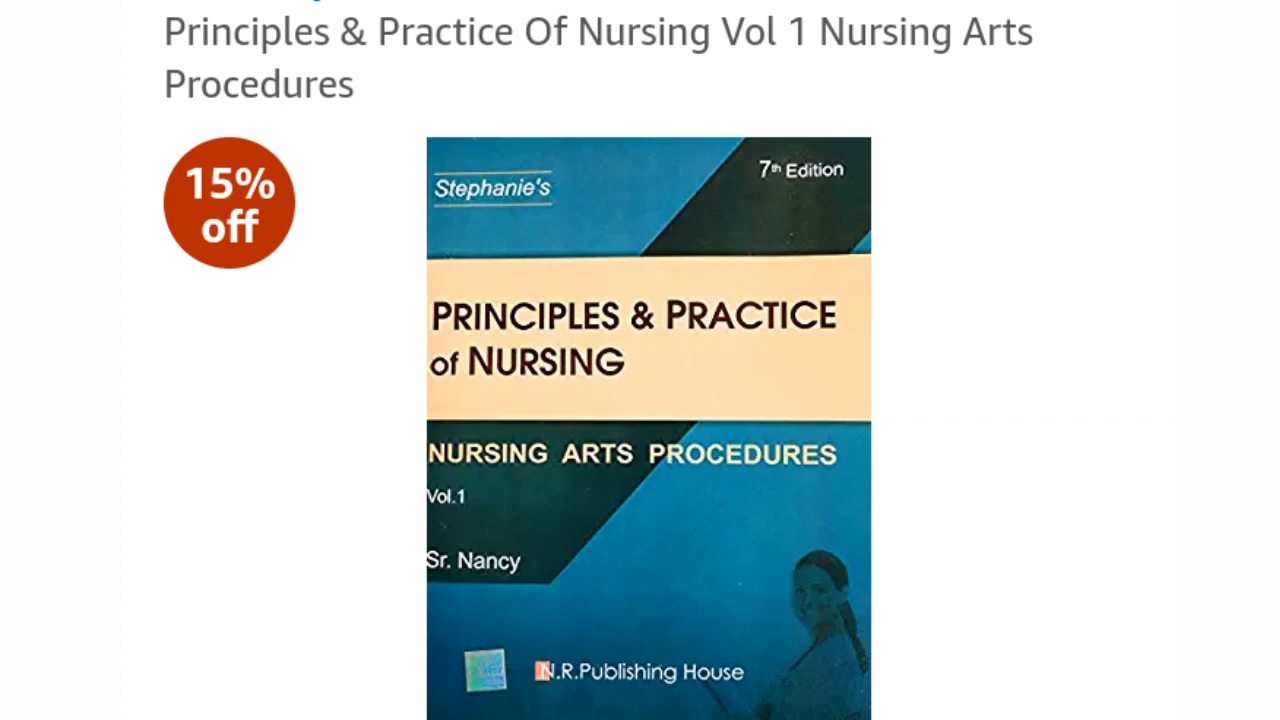 Principles & Practice Of Nursing Vol 1 Nursing Arts
Procedures
15%
off
Stephanie's
7th Edition
PRINCIPLES & PRACTICE
of NURSING
NURSING ARTS PROCEDURES
Vol.1
Sr. Nancy
N.R.Publishing House